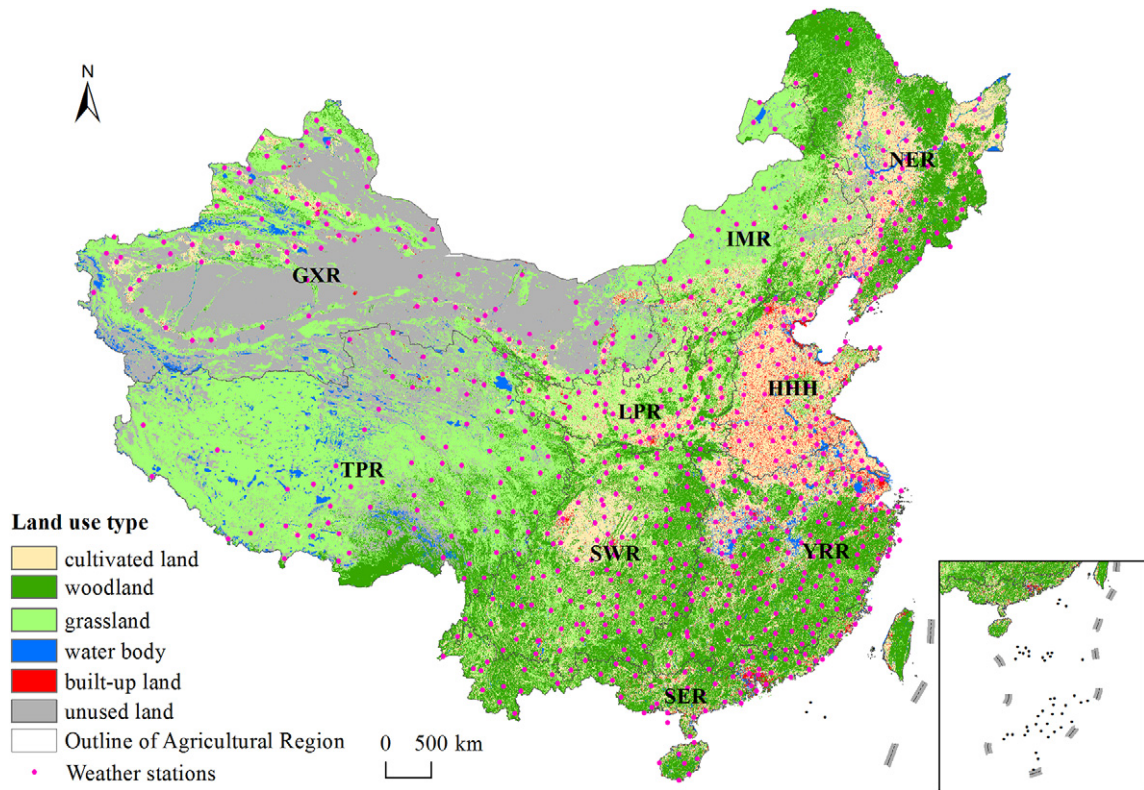 N
NER
IMR
GXR
HHH
LPR
TPR
Land use type
cultivated land
woodland
grassland
water body
built-up land
unused land
Outline of Agricultural Region
Weather stations
SWR
YRR
SER
0 500 km